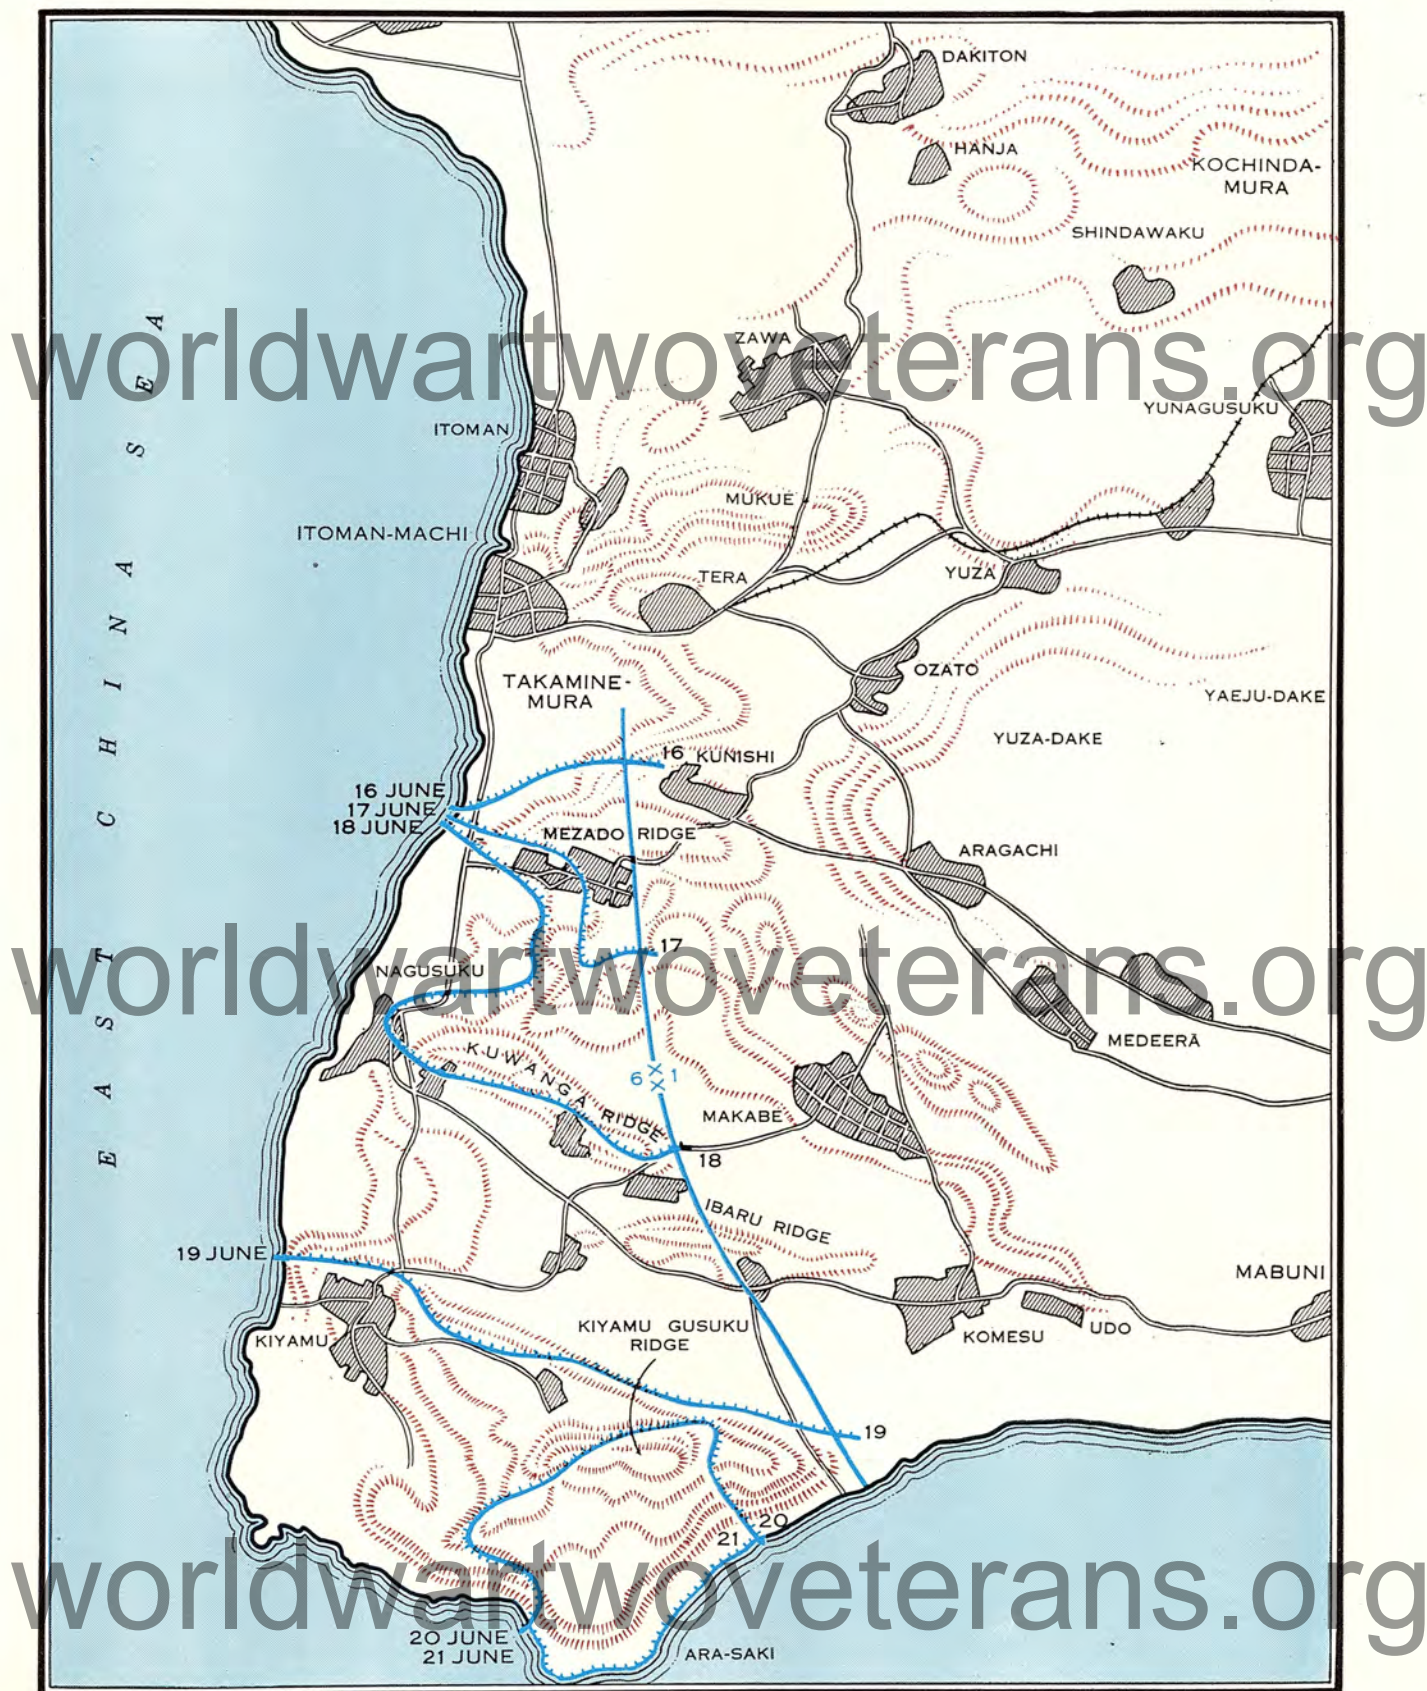 DAKITON
HANJA
KOCHINDA-
MURA
SHINDAWAKU
worldwartwoveterans.org
ZAWA
YUNAGUSUKU
ITOMAN
MUKUE
ITOMAN-MACHI
TERA
YUZA
OZATO
TAKAMINE-
MURA
YAEJU-DAKE
YUZA-DAKE
16 KUNISHI
16 JUNE
17 JUNE
18 JUNE
MEZADO RIDGE
ARAGACHI
worldwartwoveterans.org
17
NAGUSUKU
MEDEERA
KUWANGA RIDGE
6 XX 1
MAKABE
18
IBARU RIDGE
EAST CHINA SEA
19 JUNE
MABUNI
KIYAMU
KIYAMU GUSUKU
RIDGE
KOMESU
UDO
19
20
21
worldwartwoveterans.org
20 JUNE
21 JUNE
ARA-SAKI